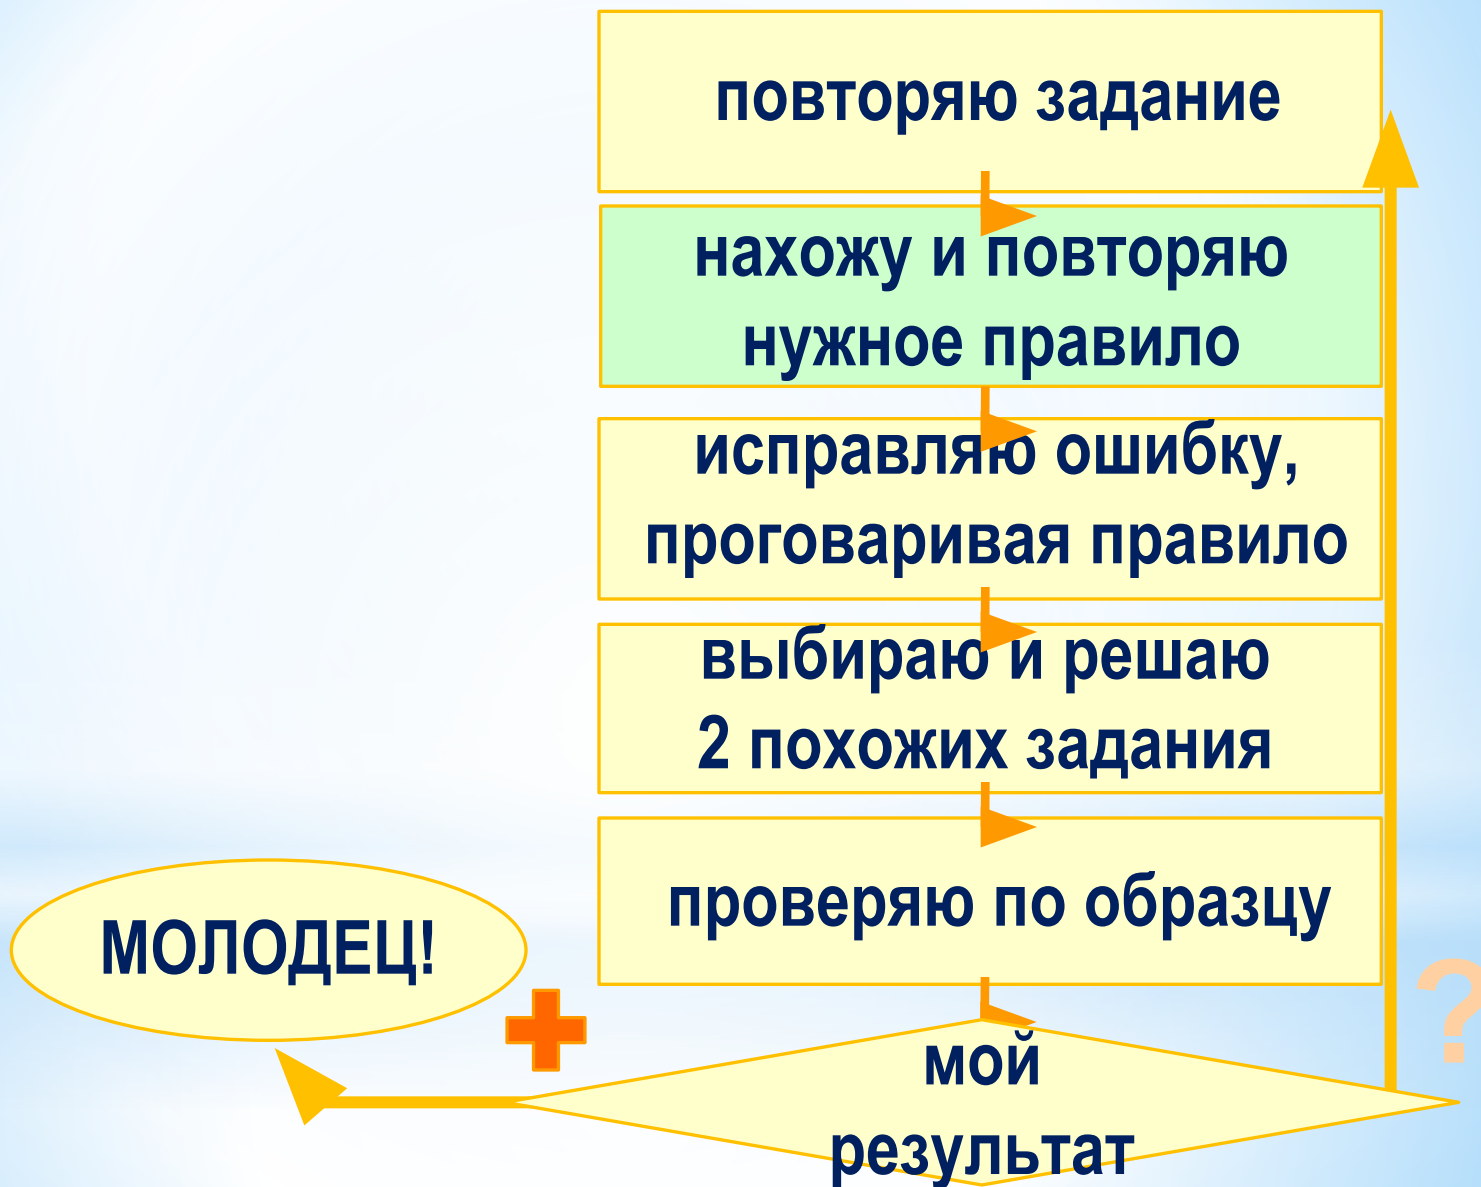 повторяю задание
нахожу и повторяю
нужное правило
исправляю ошибку,
проговаривая правило
выбираю и решаю
2 похожих задания
проверяю по образцу
МОЛОДЕЦ!
?
мой
результат